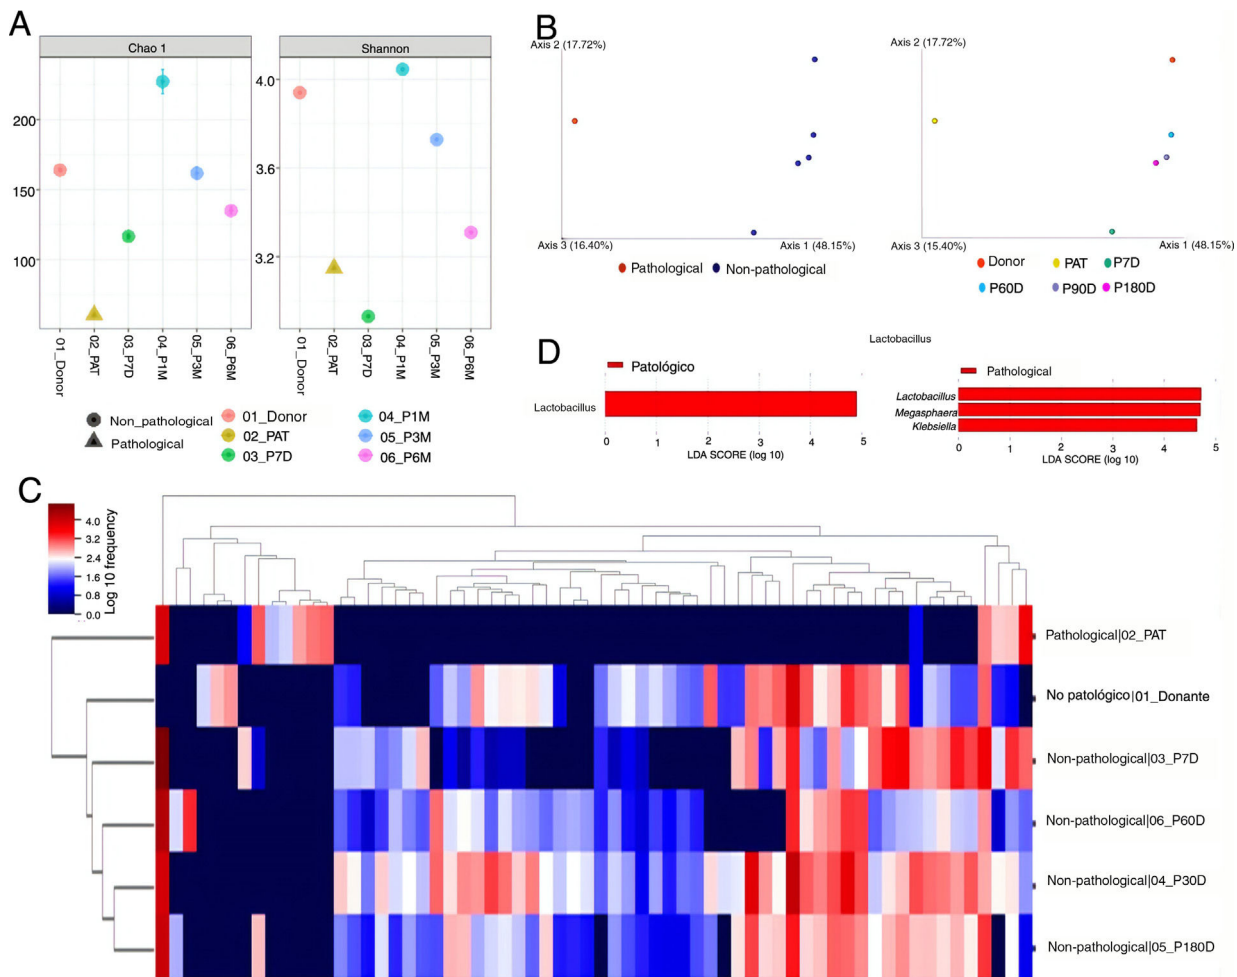 A
Chao 1
Shannon
200
150
100
4.0
3.6
3.2
01_Donor
02_PAT
03_P7D
04_P1M
05_P3M
06_P6M
01_Donor
02_PAT
03_P7D
04_P1M
05_P3M
06_P6M
Non_pathological
Pathological
01_Donor
02_PAT
03_P7D
04_P1M
05_P3M
06_P6M
B
Axis 2 (17.72%)
Axis 3 (16.40%)
Axis 1 (48.15%)
Pathological
Non-pathological
Axis 2 (17.72%)
Axis 3 (15.40%)
Axis 1 (48.15%)
Donor
PAT
P7D
P60D
P90D
P180D
D
Lactobacillus
Patológico
Lactobacillus
0 1 2 3 4 5
LDA SCORE (log 10)
Pathological
Lactobacillus
Megasphaera
Klebsiella
0 1 2 3 4 5
LDA SCORE (log 10)
C
4.0
3.2
2.4
1.6
0.8
0.0
Log 10 frequency
Pathological|02_PAT
No patológico|01_Donante
Non-pathological|03_P7D
Non-pathological|06_P60D
Non-pathological|04_P30D
Non-pathological|05_P180D